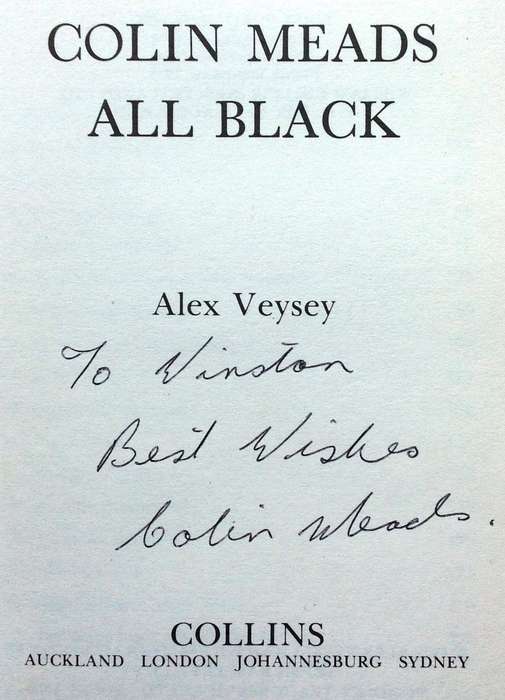 COLIN MEADS
ALL BLACK
Alex Veysey
To Winston
Best Wishes
Colin Meads.
COLLINS
AUCKLAND LONDON JOHANNESBURG SYDNEY